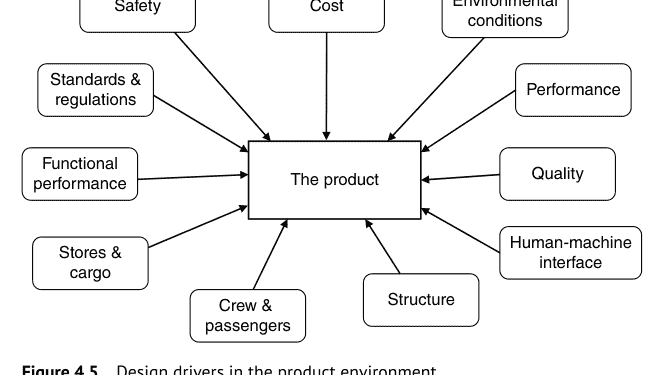 Safety
Cost
Environmental
conditions
Standards &
regulations
Performance
Functional
performance
The product
Quality
Stores &
cargo
Human-machine
interface
Crew &
passengers
Structure
Figure 4.5 Design drivers in the product environment